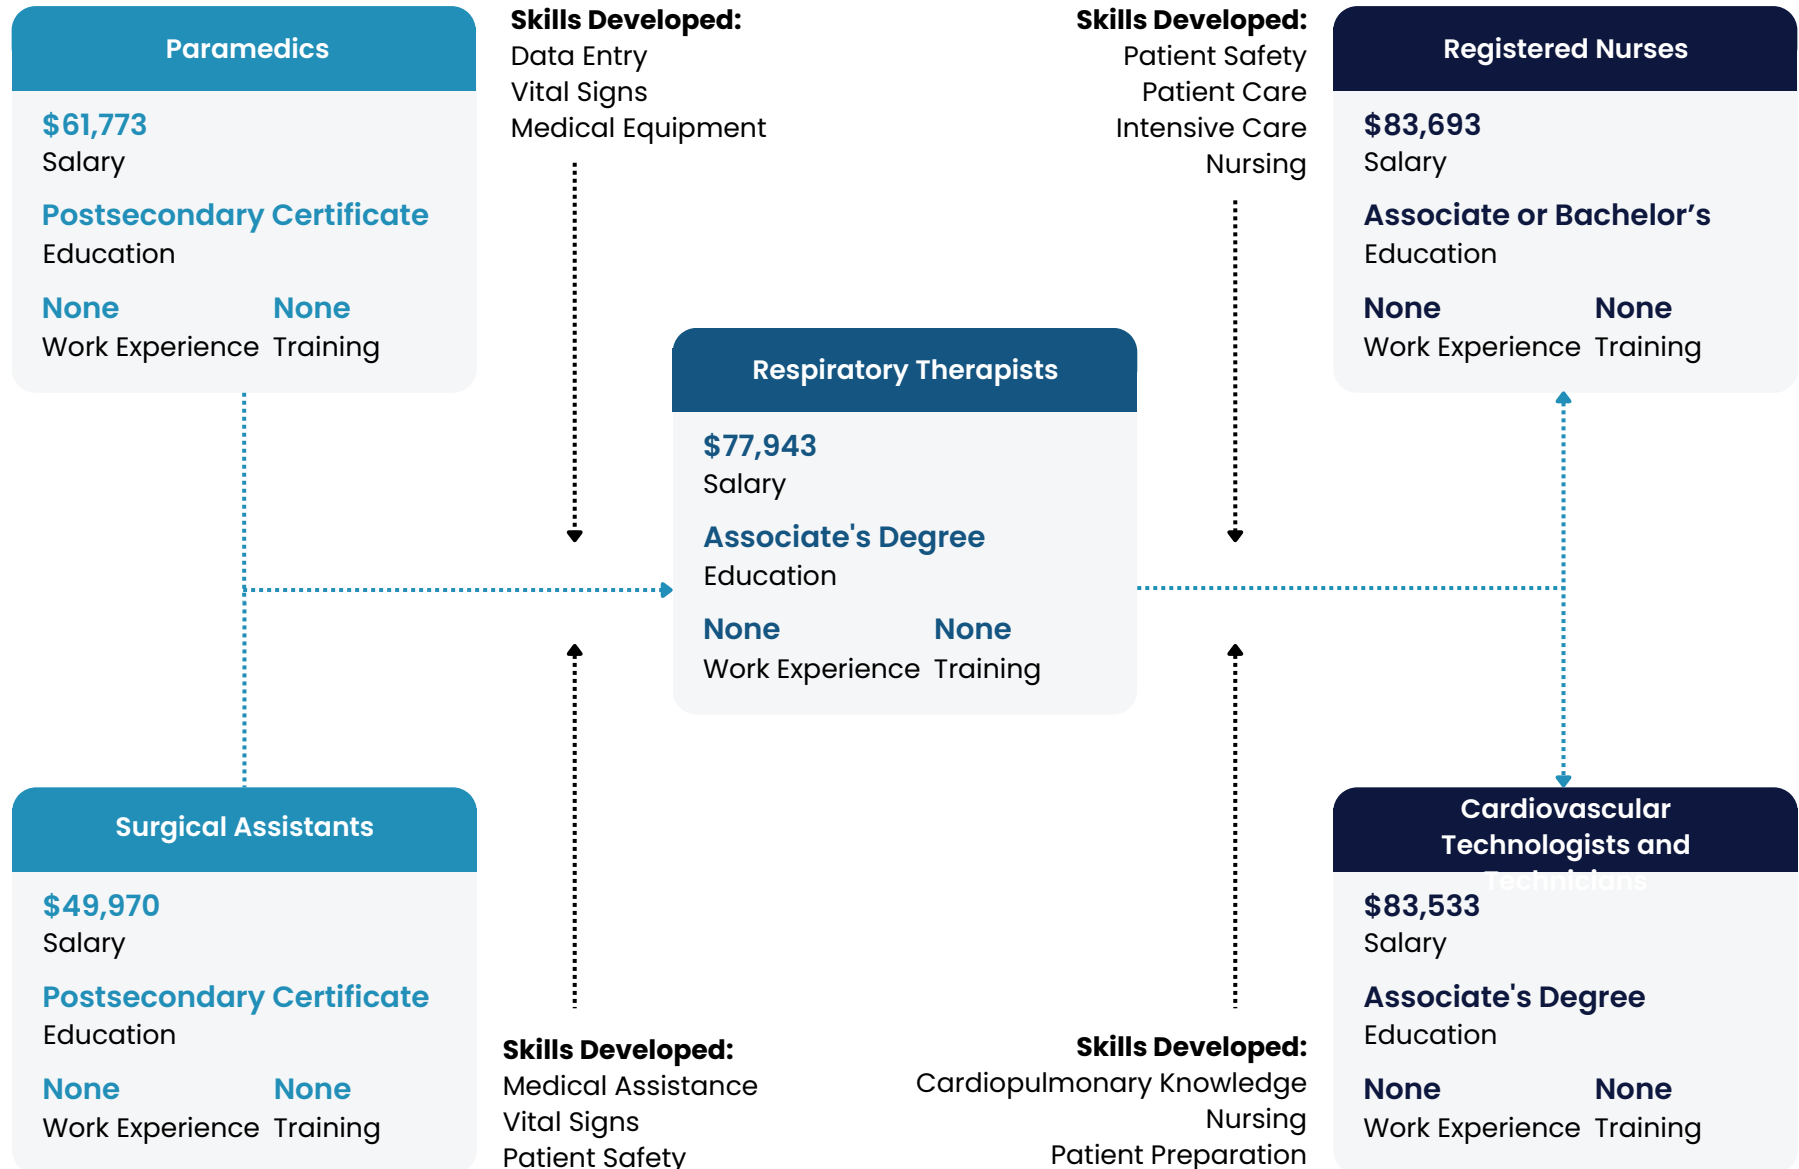 Paramedics
$61,773
Salary
Postsecondary Certificate
Education
None None
Work Experience Training
Skills Developed:
Data Entry
Vital Signs
Medical Equipment
Skills Developed:
Patient Safety
Patient Care
Intensive Care
Nursing
Registered Nurses
$83,693
Salary
Associate or Bachelor’s
Education
None None
Work Experience Training
Respiratory Therapists
$77,943
Salary
Associate's Degree
Education
None None
Work Experience Training
Surgical Assistants
$49,970
Salary
Postsecondary Certificate
Education
None None
Work Experience Training
Skills Developed:
Medical Assistance
Vital Signs
Patient Safety
Skills Developed:
Cardiopulmonary Knowledge
Nursing
Patient Preparation
Cardiovascular
Technologists and
Technicians
$83,533
Salary
Associate's Degree
Education
None None
Work Experience Training